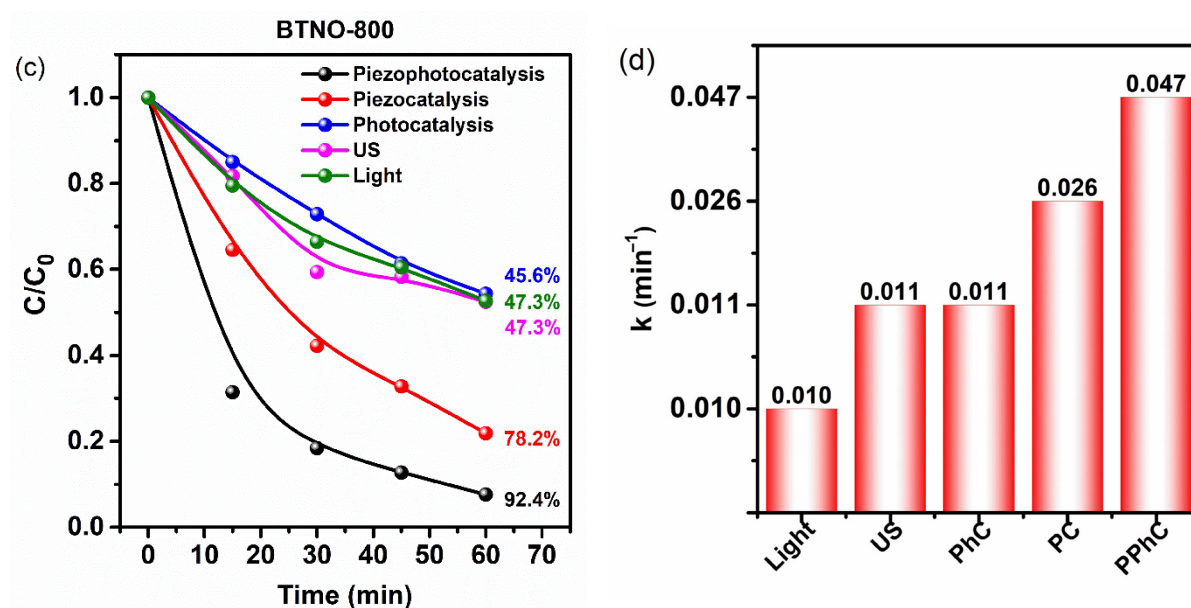 BTNO-800
(c)
Piezophotocatalysis
Piezocatalysis
Photocatalysis
US
Light
1.0
0.8
0.6
0.4
0.2
0.0
C/C₀
45.6%
47.3%
47.3%
78.2%
92.4%
0 10 20 30 40 50 60 70
Time (min)
(d)
0.047
0.026
0.011
0.010
k (min⁻¹)
0.010
0.011
0.011
0.026
0.047
Light
US
PhC
PC
PPhC